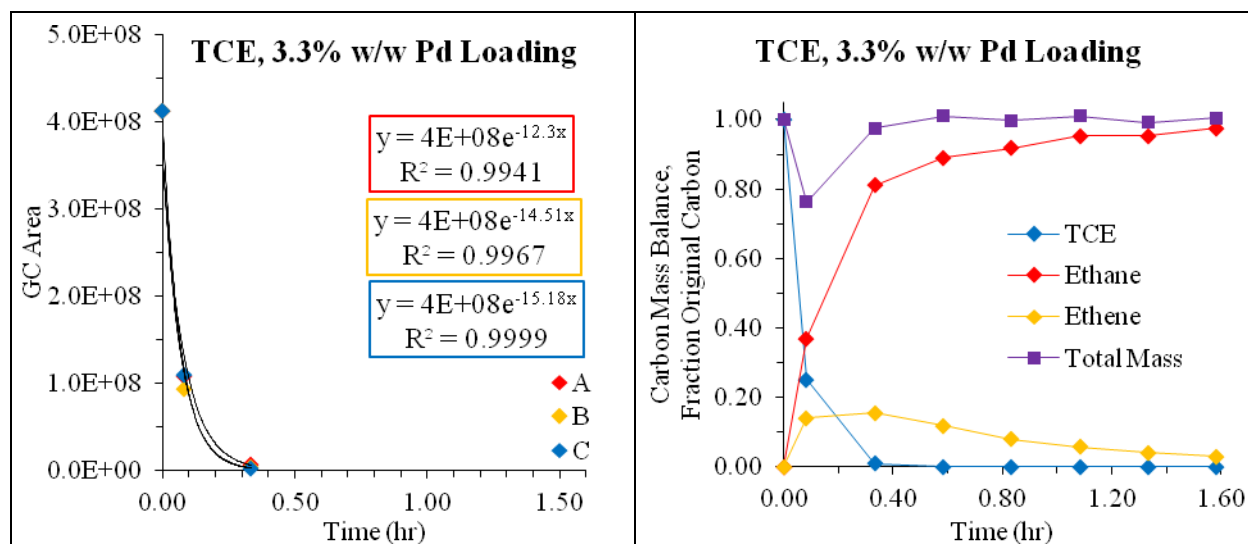 TCE, 3.3% w/w Pd Loading
5.0E+08
4.0E+08
3.0E+08
2.0E+08
1.0E+08
0.0E+00
GC Area
y = 4E+08e^-12.3x
R² = 0.9941
y = 4E+08e^-14.51x
R² = 0.9967
y = 4E+08e^-15.18x
R² = 0.9999
A
B
C
0.00 0.50 1.00 1.50
Time (hr)
TCE, 3.3% w/w Pd Loading
1.00
0.80
0.60
0.40
0.20
0.00
Carbon Mass Balance,
Fraction Original Carbon
TCE
Ethane
Ethene
Total Mass
0.00 0.40 0.80 1.20 1.60
Time (hr)